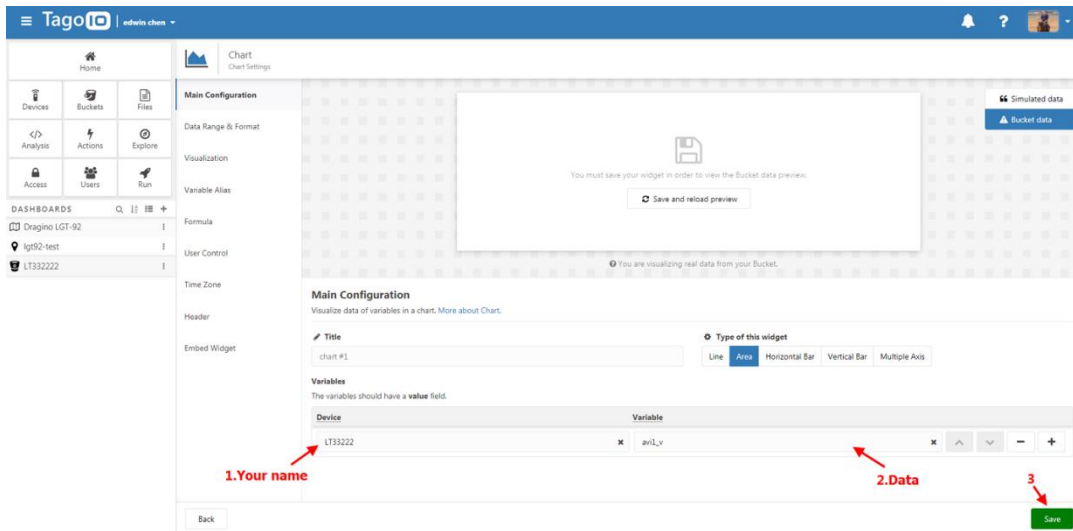 TagoIO edwin chen
?
Home
Devices Buckets Files
Analysis Actions Explore
Access Users Run
DASHBOARDS
Dragino LGT-92
lgt92-test
LT332222
Chart
Chart Settings
Main Configuration
Data Range & Format
Visualization
Variable Alias
Formula
User Control
Time Zone
Header
Embed Widget
Simulated data
Bucket data
You must save your widget in order to view the Bucket data preview.
Save and reload preview
You are visualizing real data from your Bucket.
Main Configuration
Visualize data of variables in a chart. More about Chart.
Title
chart #1
Type of this widget
Line Area Horizontal Bar Vertical Bar Multiple Axis
Variables
The variables should have a value field.
Device Variable
LT33222 avi1_v
1.Your name
2.Data
3
Back Save